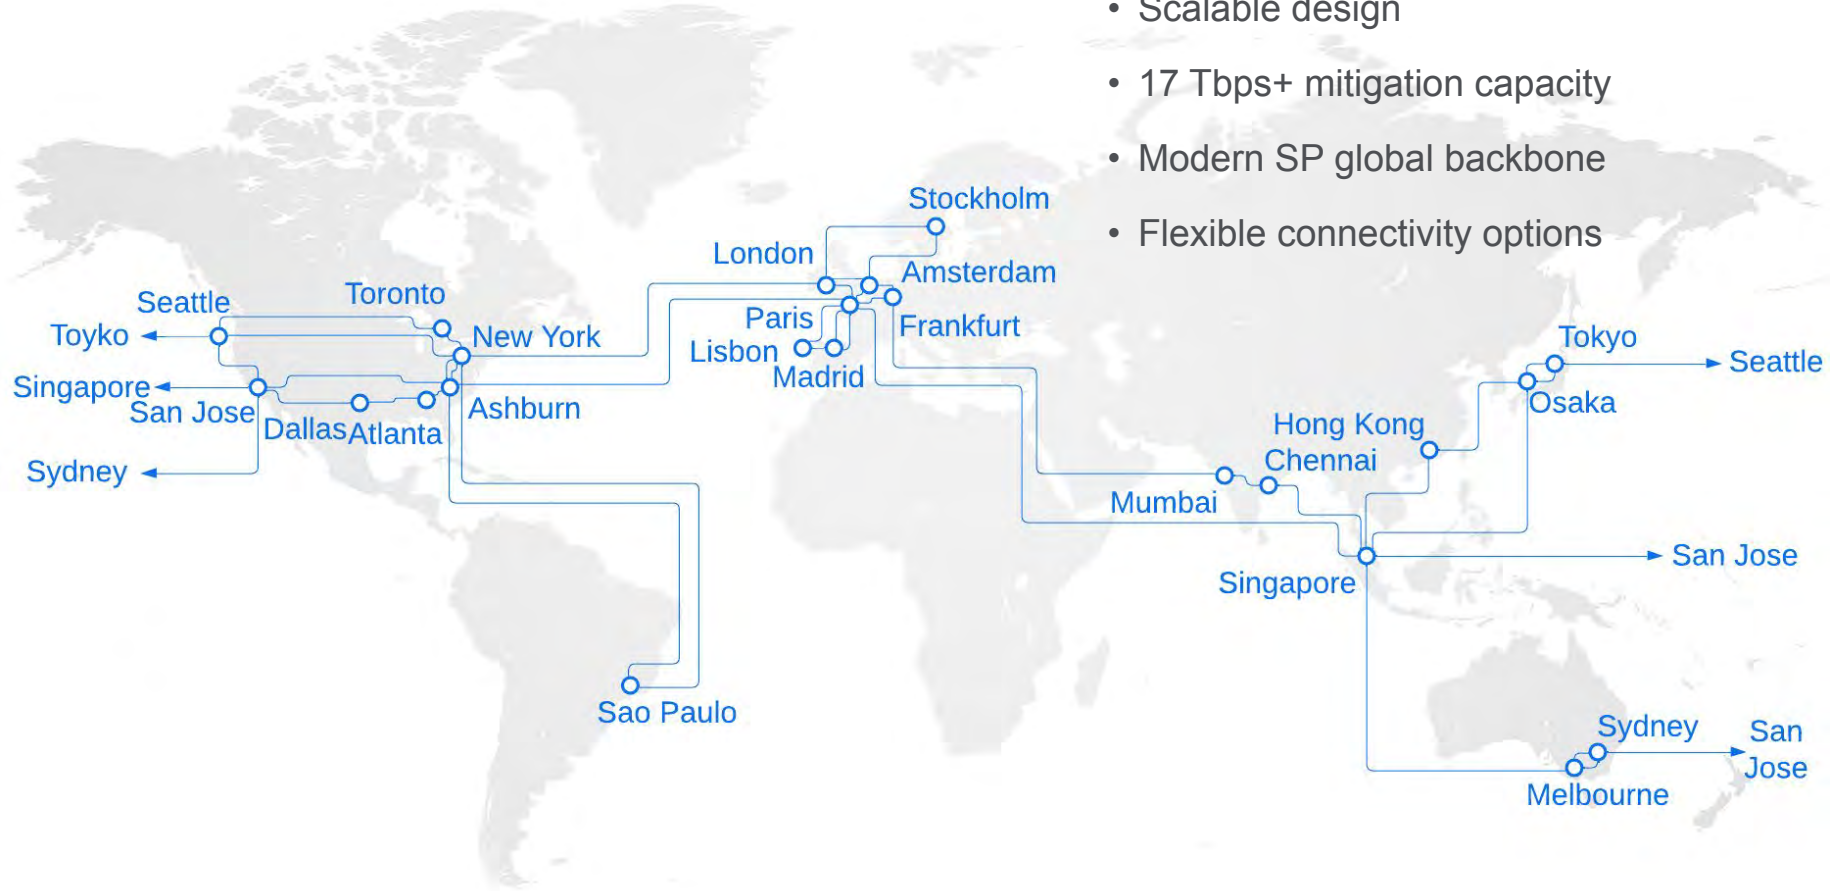 • Scalable design
• 17 Tbps+ mitigation capacity
• Modern SP global backbone
• Flexible connectivity options
Stockholm
London
Amsterdam
Seattle
Toronto
Toyko
New York
Paris
Frankfurt
Lisbon
Madrid
Tokyo
Seattle
Singapore
San Jose
Dallas
Atlanta
Ashburn
Osaka
Hong Kong
Chennai
Sydney
Mumbai
San Jose
Singapore
Sao Paulo
Sydney
San
Jose
Melbourne